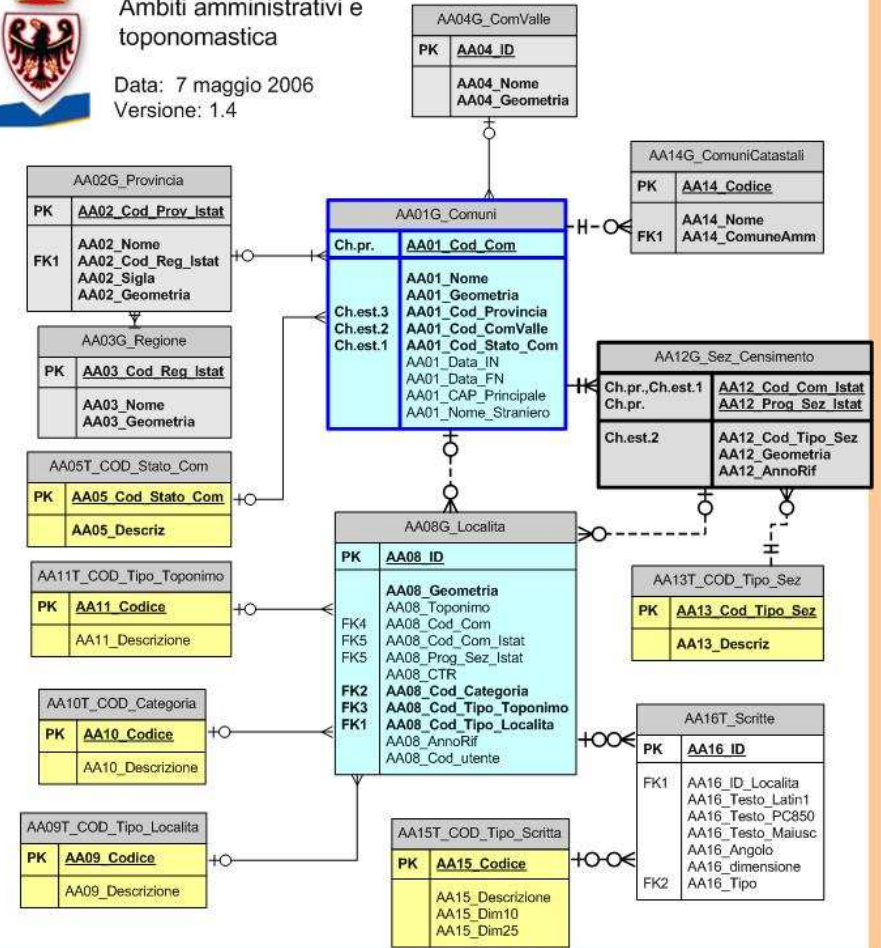 Ambiti amministrativi e
toponomastica
Data: 7 maggio 2006
Versione: 1.4
AA04G_ComValle
PK AA04_ID
AA04_Nome
AA04_Geometria
AA14G_ComuniCatastali
PK AA14_Codice
AA14_Nome
FK1 AA14_ComuneAmm
AA02G_Provincia
PK AA02_Cod_Prov_Istat
AA02_Nome
FK1 AA02_Cod_Reg_Istat
AA02_Sigla
AA02_Geometria
AA01G_Comuni
Ch.pr. AA01_Cod_Com
AA01_Nome
AA01_Geometria
Ch.est.3 AA01_Cod_Provincia
Ch.est.2 AA01_Cod_ComValle
Ch.est.1 AA01_Cod_Stato_Com
AA01_Data_IN
AA01_Data_FN
AA01_CAP_Principale
AA01_Nome_Straniero
AA03G_Regione
PK AA03_Cod_Reg_Istat
AA03_Nome
AA03_Geometria
AA12G_Sez_Censimento
Ch.pr.,Ch.est.1 AA12_Cod_Com_Istat
Ch.pr. AA12_Prog_Sez_Istat
Ch.est.2 AA12_Cod_Tipo_Sez
AA12_Geometria
AA12_AnnoRif
AA05T_COD_Stato_Com
PK AA05_Cod_Stato_Com
AA05_Descriz
AA08G_Localita
PK AA08_ID
AA08_Geometria
AA08_Toponimo
FK4 AA08_Cod_Com
FK5 AA08_Cod_Com_Istat
FK5 AA08_Prog_Sez_Istat
AA08_CTR
FK2 AA08_Cod_Categoria
FK3 AA08_Cod_Tipo_Toponimo
FK1 AA08_Cod_Tipo_Localita
AA08_AnnoRif
AA08_Cod_utente
AA11T_COD_Tipo_Toponimo
PK AA11_Codice
AA11_Descrizione
AA13T_COD_Tipo_Sez
PK AA13_Cod_Tipo_Sez
AA13_Descriz
AA10T_COD_Categoria
PK AA10_Codice
AA10_Descrizione
AA16T_Scritte
PK AA16_ID
FK1 AA16_ID_Localita
AA16_Testo_Latin1
AA16_Testo_PC850
AA16_Testo_Maiusc
AA16_Angolo
AA16_dimensione
FK2 AA16_Tipo
AA09T_COD_Tipo_Localita
PK AA09_Codice
AA09_Descrizione
AA15T_COD_Tipo_Scritta
PK AA15_Codice
AA15_Descrizione
AA15_Dim10
AA15_Dim25